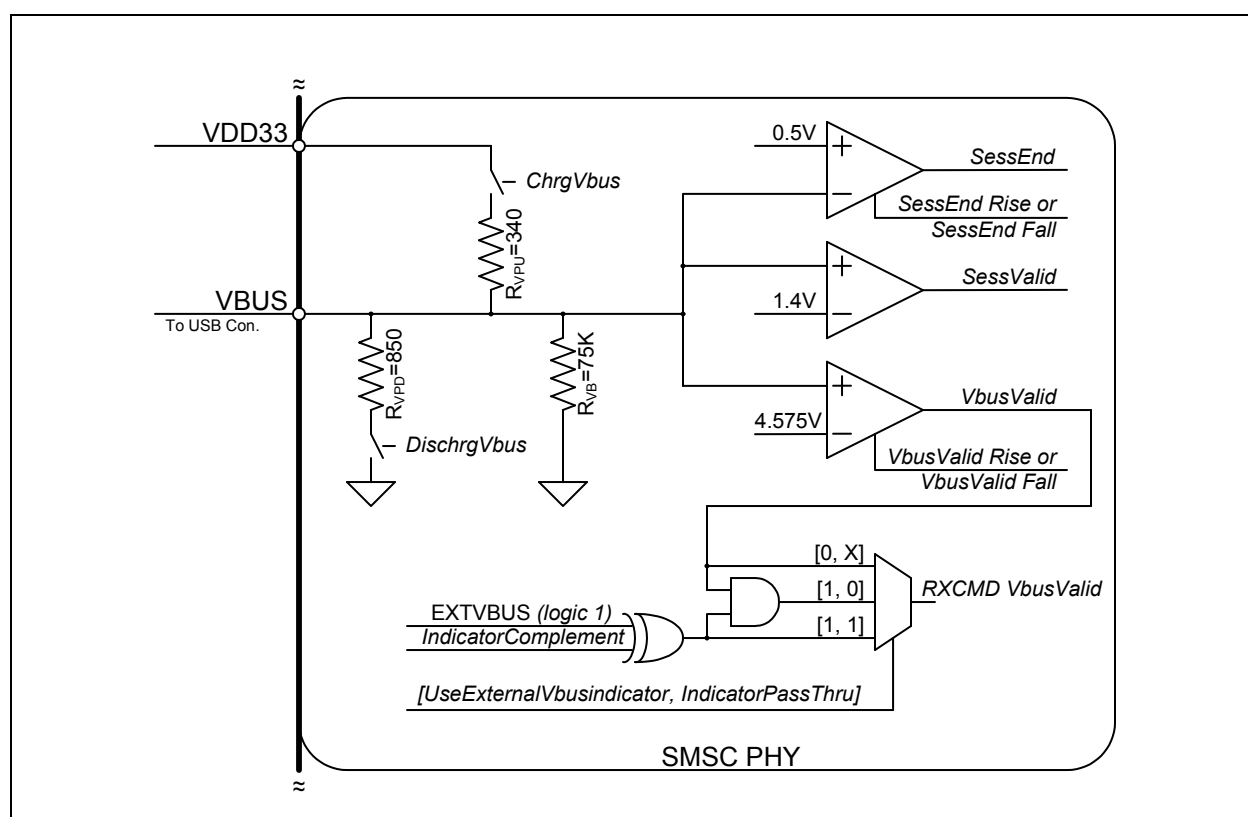 ≈
VDD33
ChrgVbus
RVPU=340
VBUS
To USB Con.
RVPD=850
DischrgVbus
RVB=75K
0.5V
+
−
SessEnd
SessEnd Rise or
SessEnd Fall
+
1.4V
−
SessValid
+
4.575V
−
VbusValid
VbusValid Rise or
VbusValid Fall
[0, X]
[1, 0]
[1, 1]
RXCMD VbusValid
EXTVBUS (logic 1)
IndicatorComplement
[UseExternalVbusindicator, IndicatorPassThru]
SMSC PHY
≈